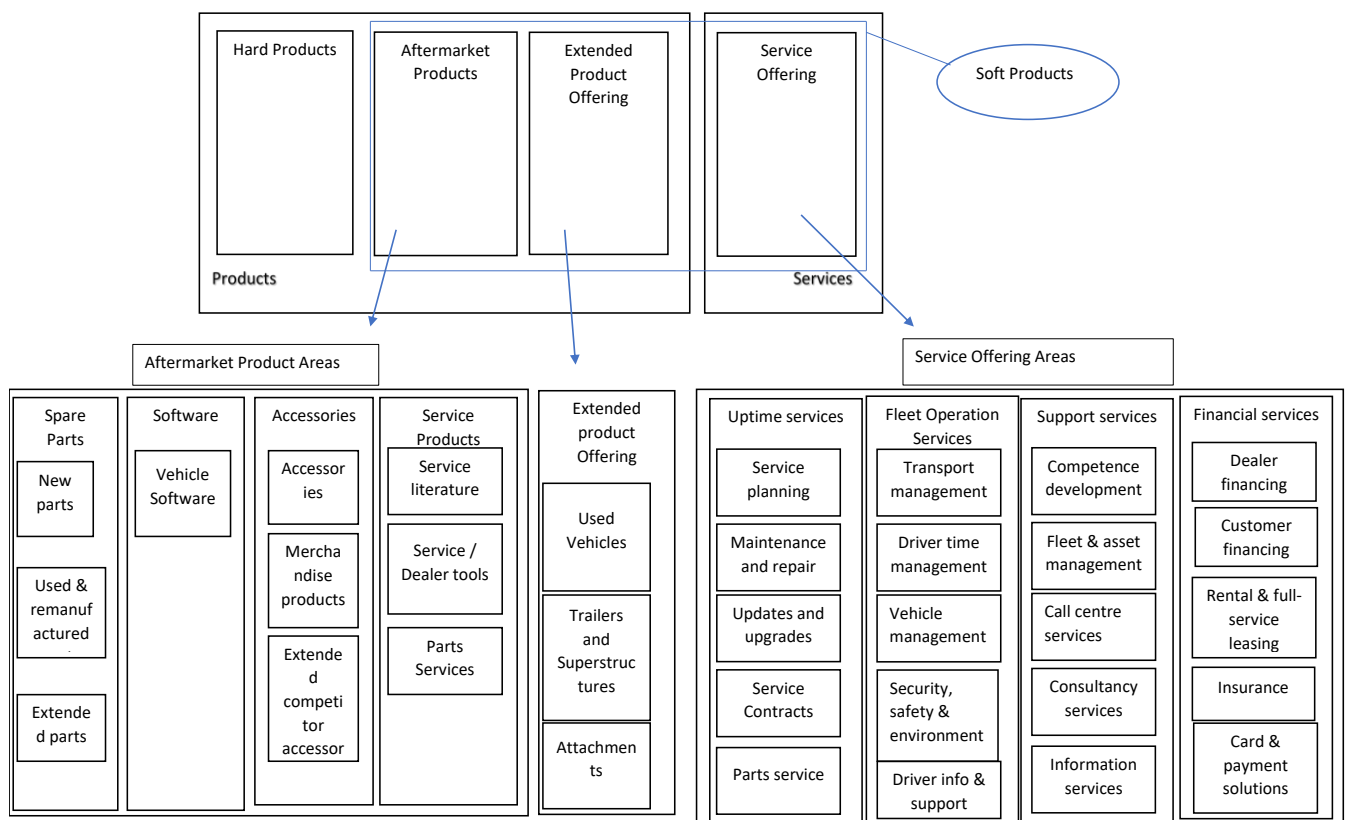 Hard Products
Aftermarket
Products
Extended
Product
Offering
Service
Offering
Soft Products
Products
Services
Aftermarket Product Areas
Service Offering Areas
Spare
Parts
New
parts
Used &
remanuf
actured
Extende
d parts
Software
Vehicle
Software
Accessories
Accessor
ies
Mercha
ndise
products
Extende
d
competi
tor
accessor
Service
Products
Service
literature
Service /
Dealer tools
Parts
Services
Extended
product
Offering
Used
Vehicles
Trailers
and
Superstruc
tures
Attachmen
ts
Uptime services
Service
planning
Maintenance
and repair
Updates and
upgrades
Service
Contracts
Parts service
Fleet Operation
Services
Transport
management
Driver time
management
Vehicle
management
Security,
safety &
environment
Driver info &
support
Support services
Competence
development
Fleet & asset
management
Call centre
services
Consultancy
services
Information
services
Financial services
Dealer
financing
Customer
financing
Rental & full-
service
leasing
Insurance
Card &
payment
solutions